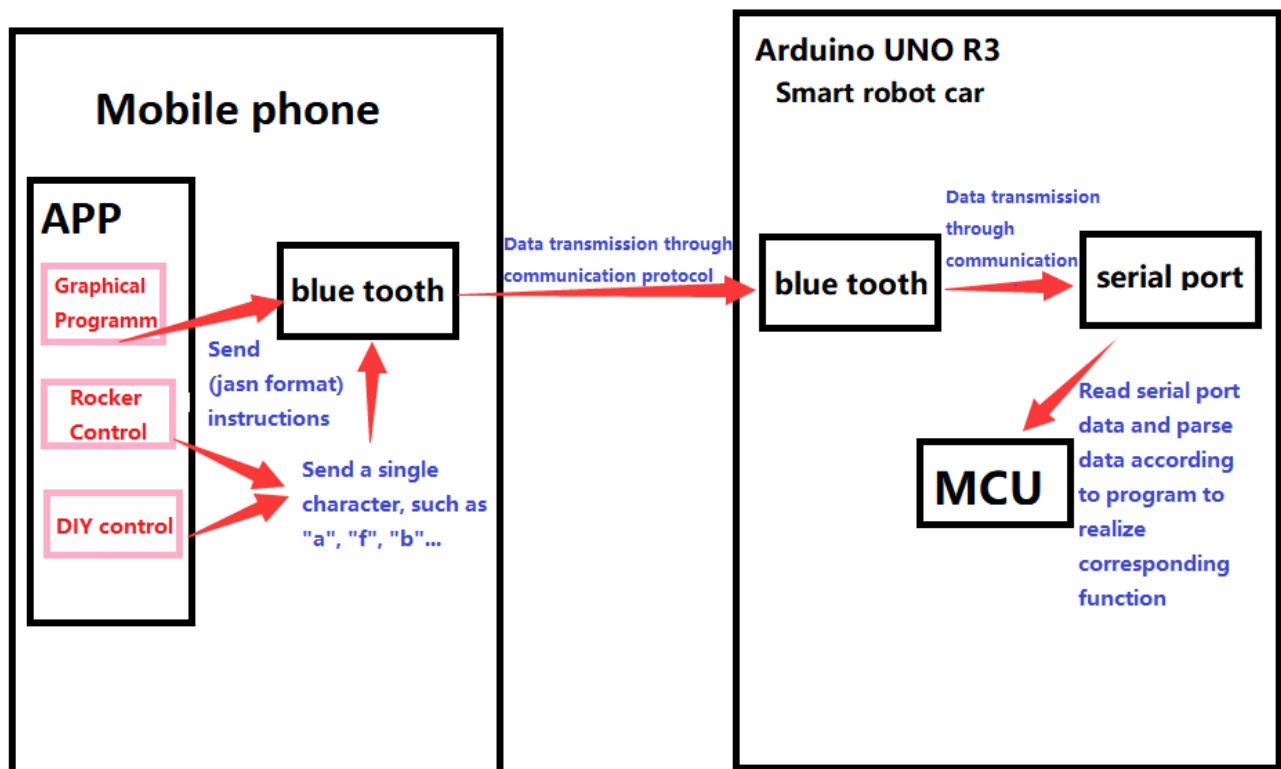 Mobile phone
APP
Graphical
Programm
Rocker
Control
DIY control
blue tooth
Send
(jasn format)
instructions
Send a single
character, such as
"a", "f", "b"...
Data transmission through
communication protocol
Arduino UNO R3
Smart robot car
blue tooth
Data transmission
through
communication
serial port
MCU
Read serial port
data and parse
data according
to program to
realize
corresponding
function